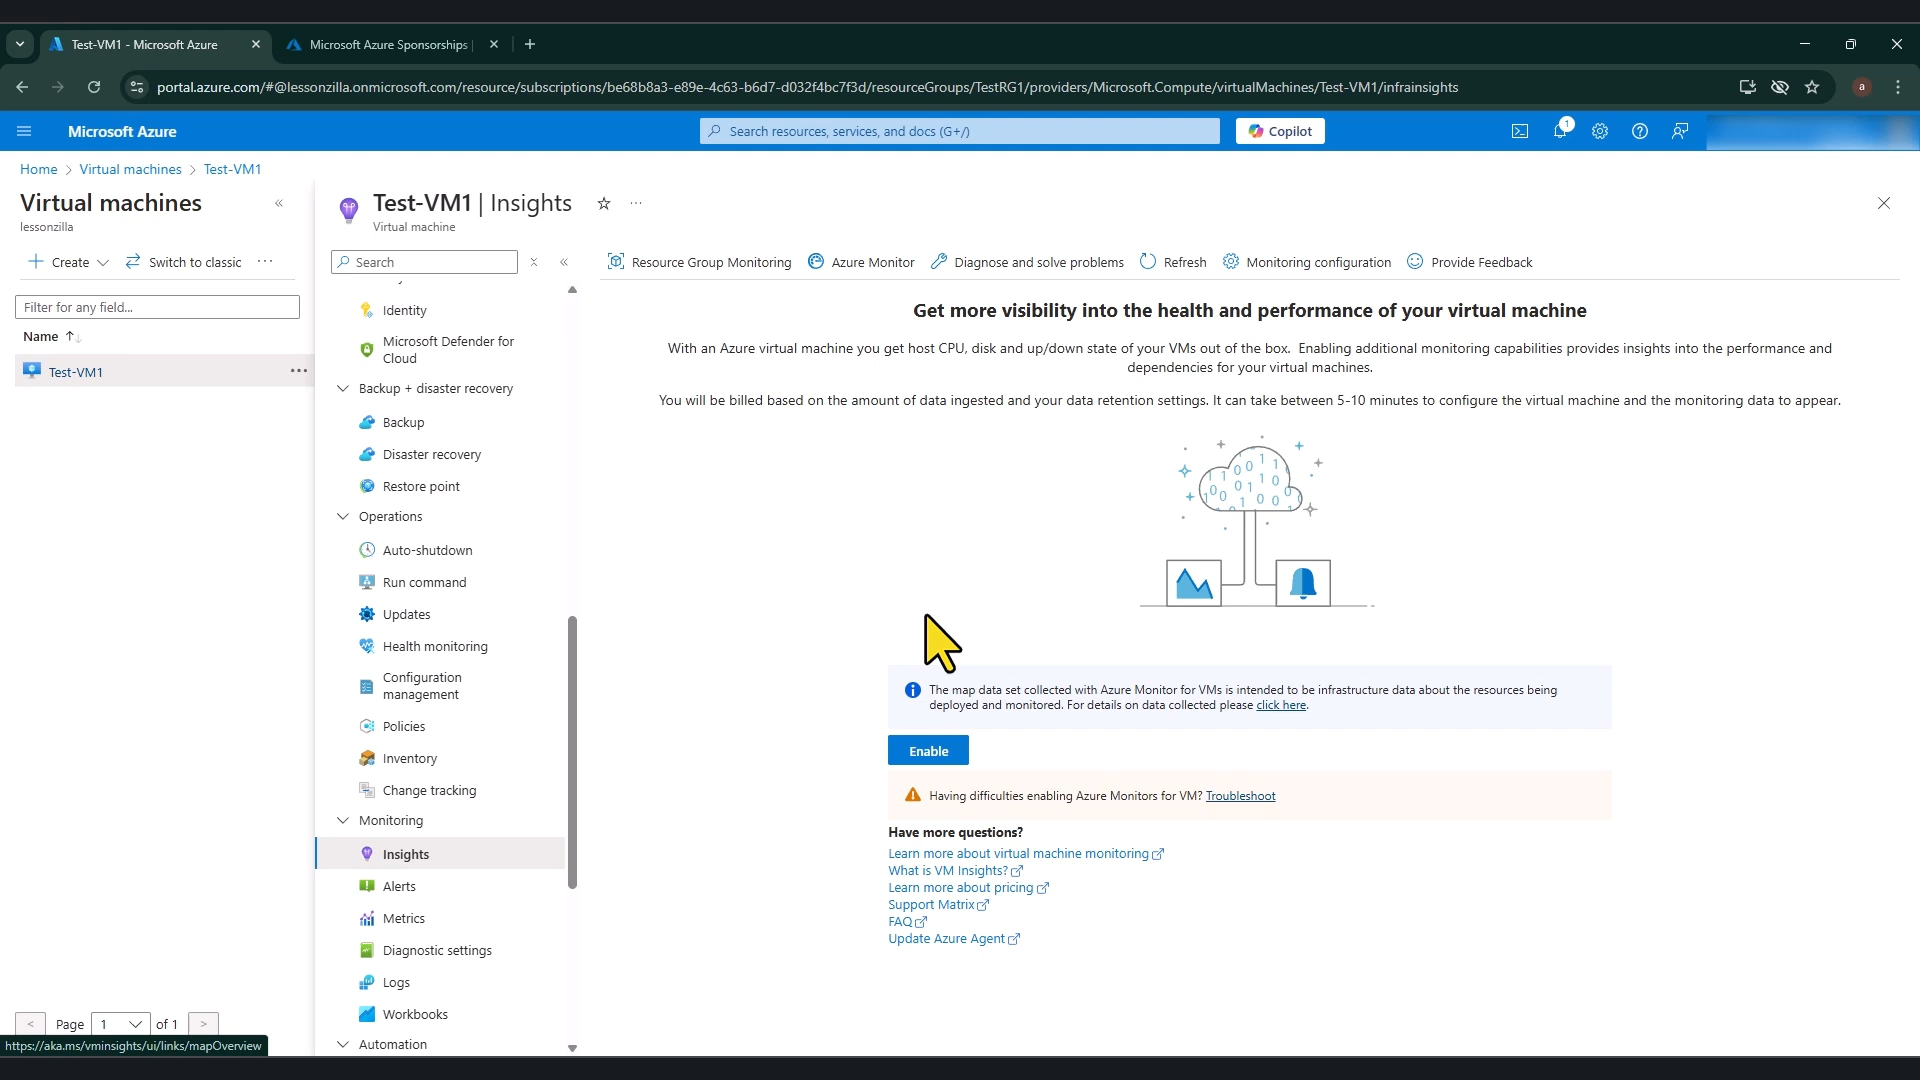 Test-VM1 - Microsoft Azure
Microsoft Azure Sponsorships |
portal.azure.com/#@lessonzilla.onmicrosoft.com/resource/subscriptions/be68b8a3-e89e-4c63-b6d7-d032f4bc7f3d/resourceGroups/TestRG1/providers/Microsoft.Compute/virtualMachines/Test-VM1/infrainsights
a
Microsoft Azure
Search resources, services, and docs (G+/)
Copilot
1
Home > Virtual machines > Test-VM1
Virtual machines
lessonzilla
Create
Switch to classic
Filter for any field...
Name
Test-VM1
Page 1 of 1
https://aka.ms/vminsights/ui/links/mapOverview
Test-VM1 | Insights
Virtual machine
Search
Identity
Microsoft Defender for
Cloud
Backup + disaster recovery
Backup
Disaster recovery
Restore point
Operations
Auto-shutdown
Run command
Updates
Health monitoring
Configuration
management
Policies
Inventory
Change tracking
Monitoring
Insights
Alerts
Metrics
Diagnostic settings
Logs
Workbooks
Automation
Resource Group Monitoring
Azure Monitor
Diagnose and solve problems
Refresh
Monitoring configuration
Provide Feedback
Get more visibility into the health and performance of your virtual machine
With an Azure virtual machine you get host CPU, disk and up/down state of your VMs out of the box. Enabling additional monitoring capabilities provides insights into the performance and
dependencies for your virtual machines.
You will be billed based on the amount of data ingested and your data retention settings. It can take between 5-10 minutes to configure the virtual machine and the monitoring data to appear.
The map data set collected with Azure Monitor for VMs is intended to be infrastructure data about the resources being
deployed and monitored. For details on data collected please click here.
Enable
Having difficulties enabling Azure Monitors for VM? Troubleshoot
Have more questions?
Learn more about virtual machine monitoring
What is VM Insights?
Learn more about pricing
Support Matrix
FAQ
Update Azure Agent